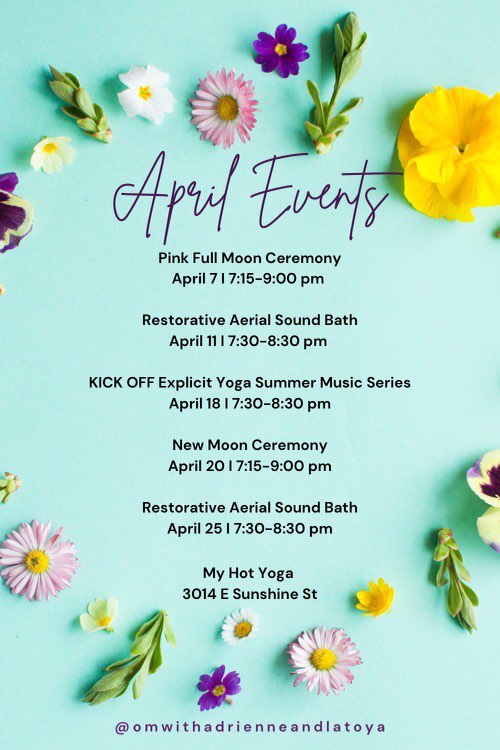 April Events
Pink Full Moon Ceremony
April 7 I 7:15-9:00 pm
Restorative Aerial Sound Bath
April 11 I 7:30-8:30 pm
KICK OFF Explicit Yoga Summer Music Series
April 18 I 7:30-8:30 pm
New Moon Ceremony
April 20 I 7:15-9:00 pm
Restorative Aerial Sound Bath
April 25 I 7:30-8:30 pm
My Hot Yoga
3014 E Sunshine St
@omwithadrienneandlatoya